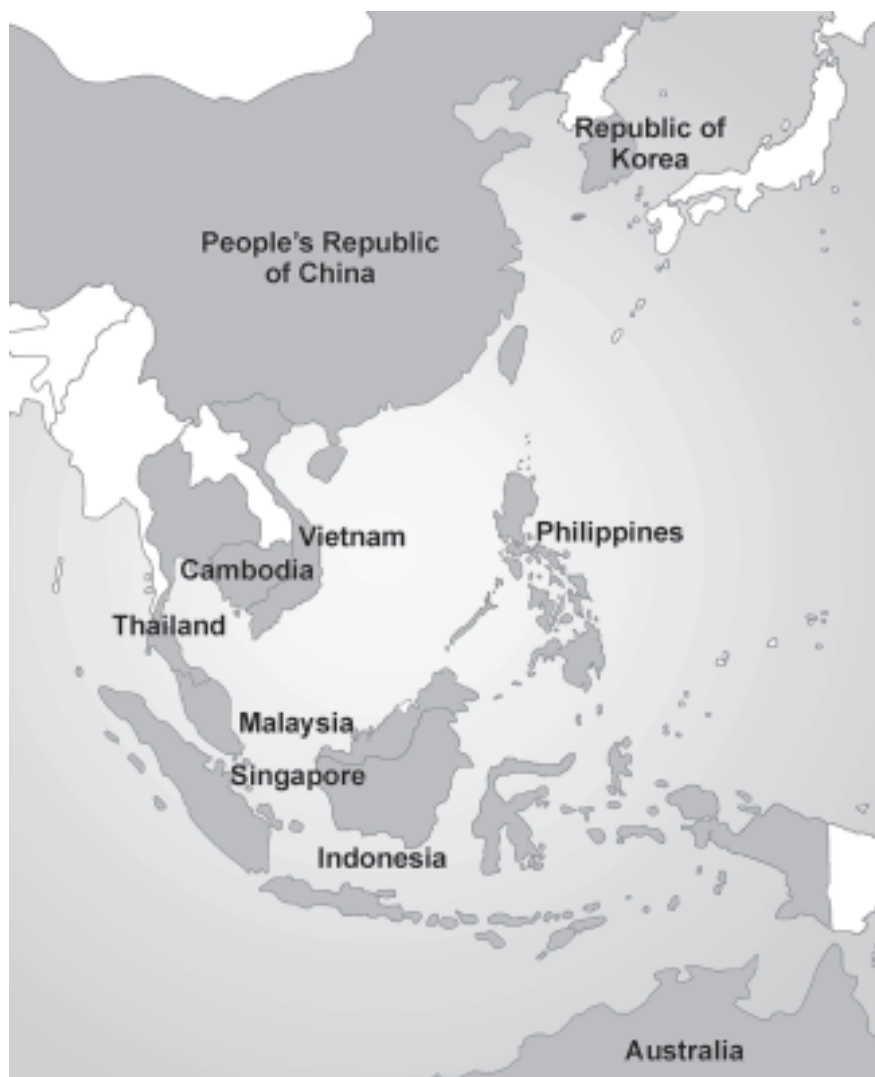 Republic of
Korea
People's Republic
of China
Vietnam
Philippines
Cambodia
Thailand
Malaysia
Singapore
Indonesia
Australia